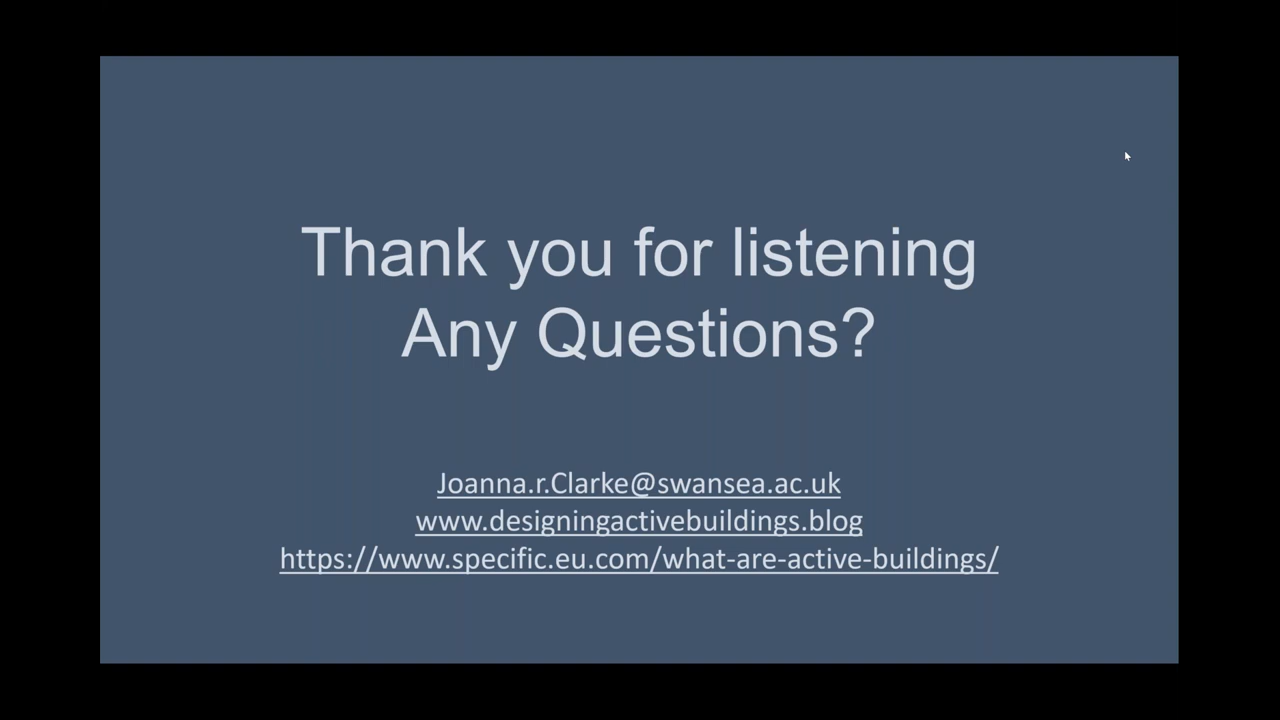 Thank you for listening
Any Questions?
Joanna.r.Clarke@swansea.ac.uk
www.designingactivebuildings.blog
https://www.specific.eu.com/what-are-active-buildings/